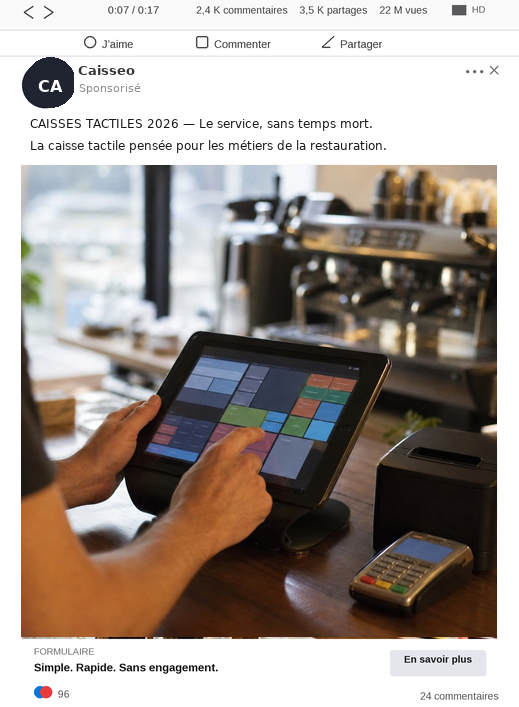 0:07 / 0:17 2,4 K commentaires 3,5 K partages 22 M vues HD
J'aime Commenter Partager
CA
Caisseo
Sponsorisé
CAISSES TACTILES 2026 — Le service, sans temps mort.
La caisse tactile pensée pour les métiers de la restauration.
FORMULAIRE
Simple. Rapide. Sans engagement.
En savoir plus
96
24 commentaires